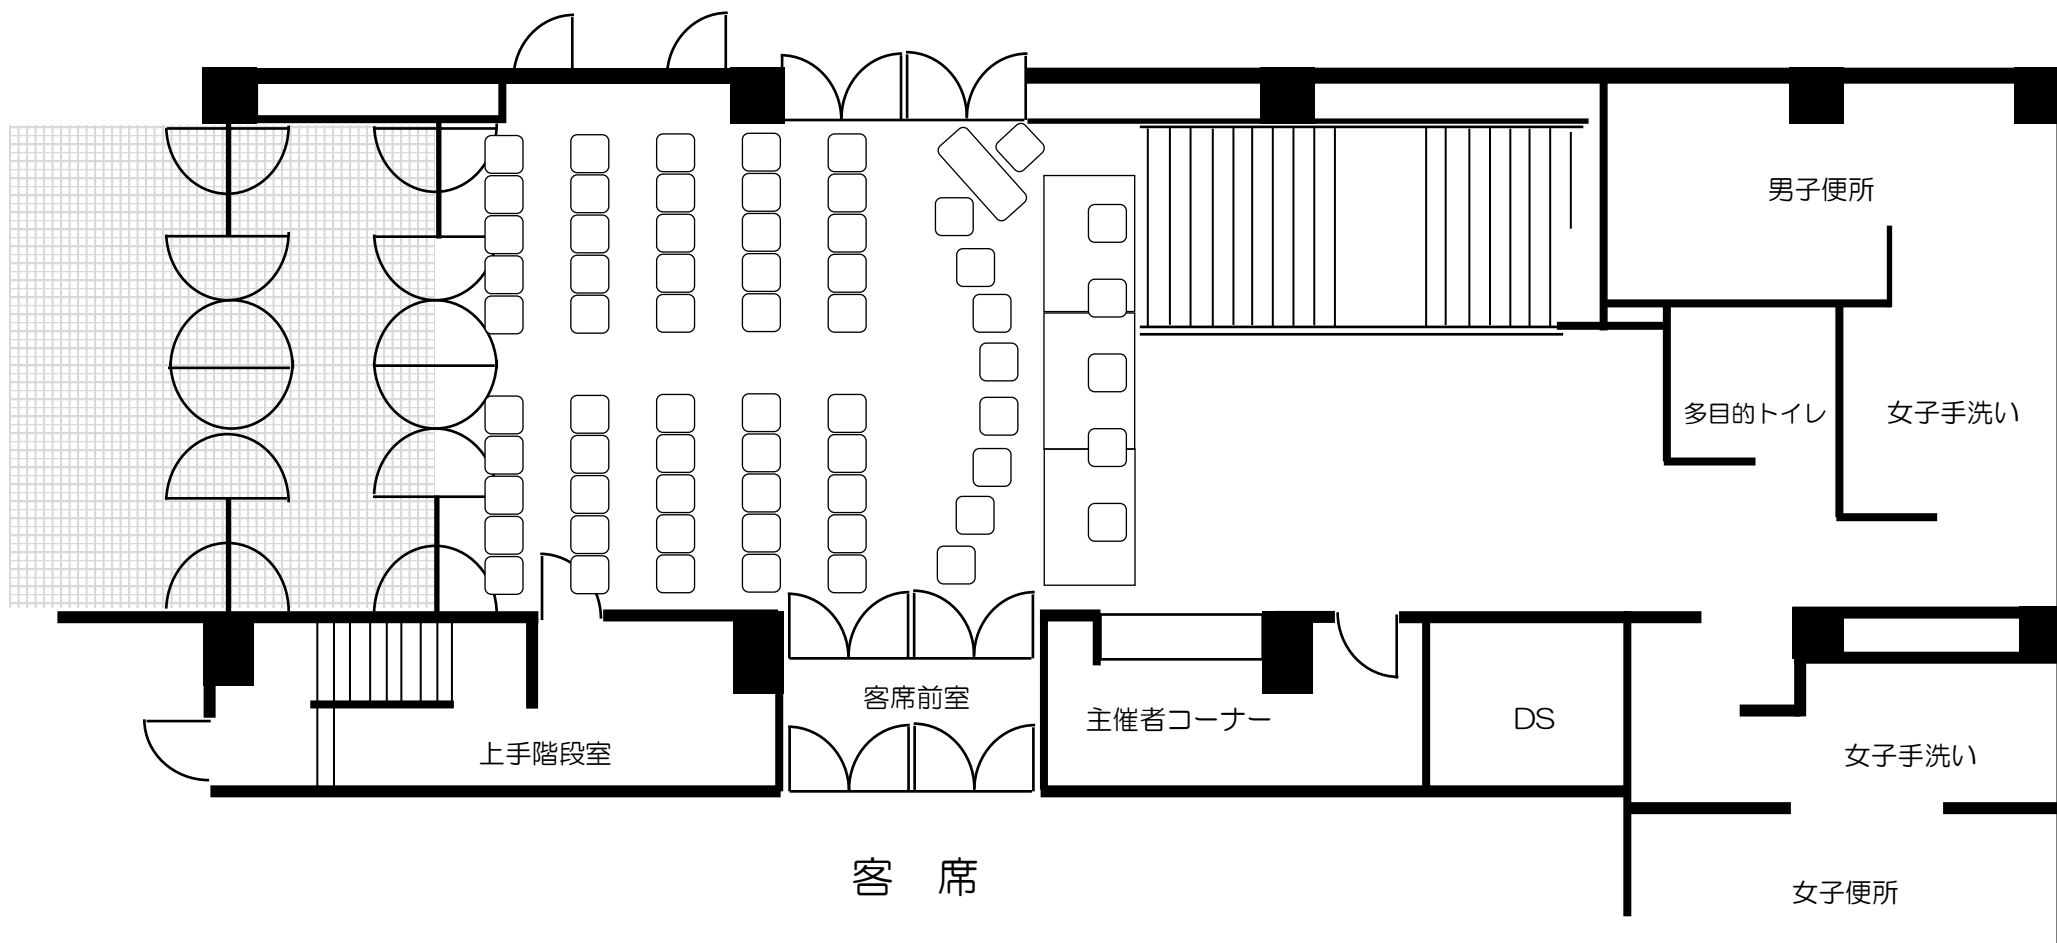 男子便所
多目的トイレ
女子手洗い
客席前室
主催者コーナー
DS
上手階段室
女子手洗い
客 席
女子便所